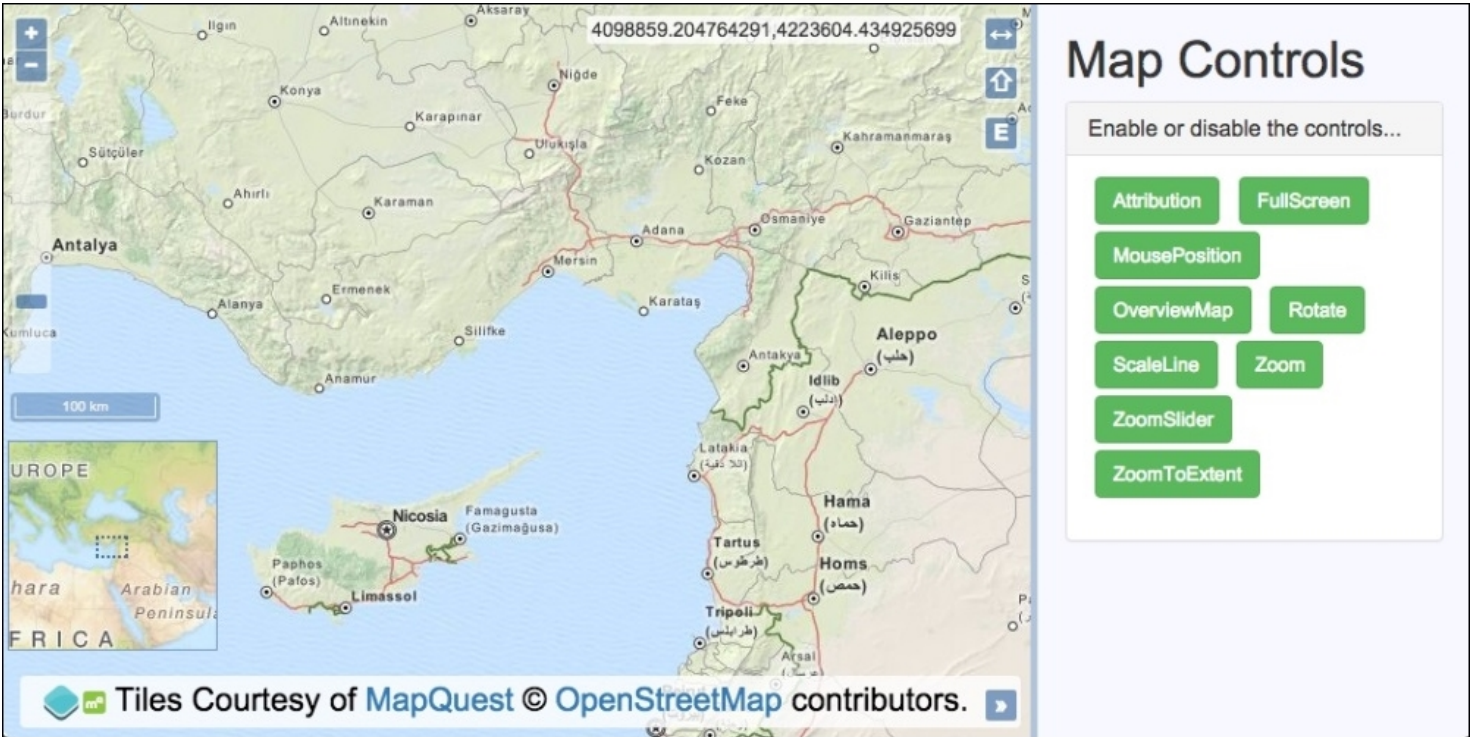 Ilgın
Altınekin
Aksaray
4098859.204764291,4223604.434925699
+
−
Niğde
Konya
Feke
Burdur
Karapınar
Kahramanmaraş
E
Ulukışla
Sütçüler
Kozan
Ahırlı
Karaman
Osmaniye
Gaziantep
Adana
Antalya
Mersin
Kilis
Ermenek
Alanya
Karataş
Kumluca
Silifke
Aleppo
(حلب)
Antakya
Anamur
Idlib
(ادلب)
100 km
Latakia
UROPE
Hama
(حماه)
Nicosia
Famagusta
(Gazimağusa)
Tartus
(طرطوس)
Homs
(حمص)
Paphos
(Pafos)
hara
Arabian
Peninsula
Limassol
Tripoli
(طرابلس)
FRICA
Arsal
Tiles Courtesy of MapQuest © OpenStreetMap contributors.
»
Map Controls
Enable or disable the controls...
Attribution FullScreen
MousePosition
OverviewMap Rotate
ScaleLine Zoom
ZoomSlider
ZoomToExtent